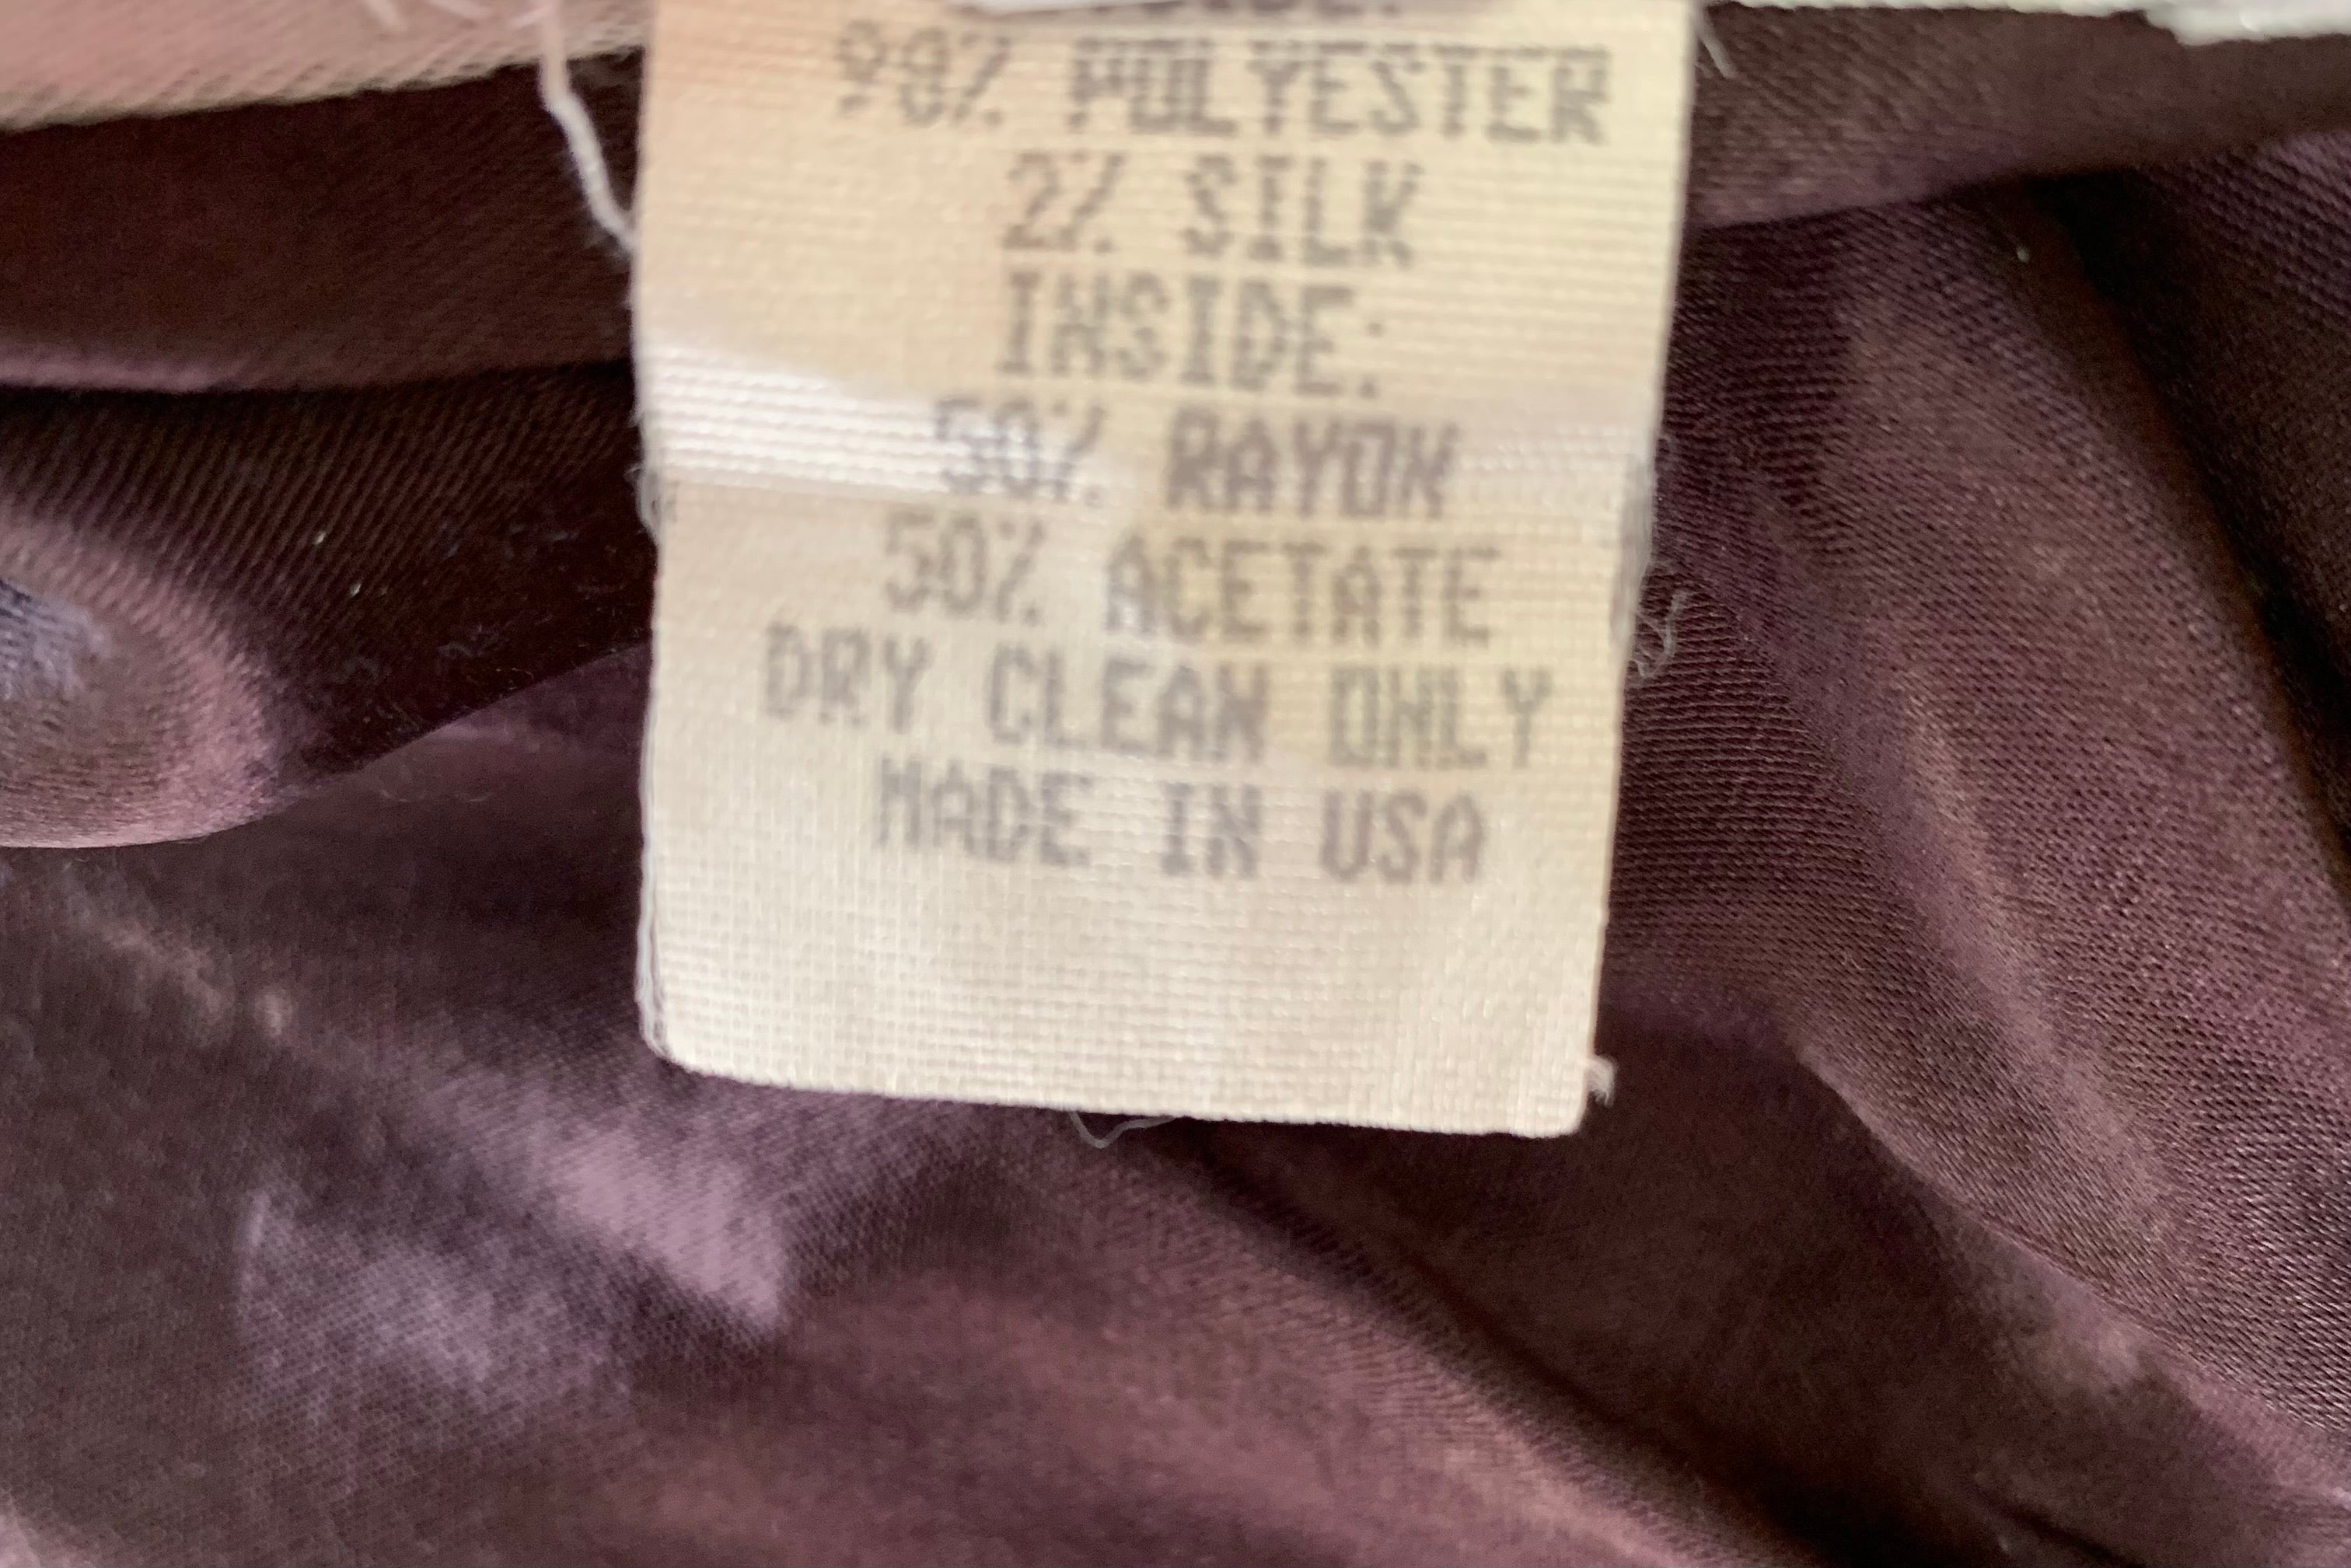 98% POLYESTER
2% SILK
INSIDE:
50% RAYON
50% ACETATE
DRY CLEAN ONLY
MADE IN USA